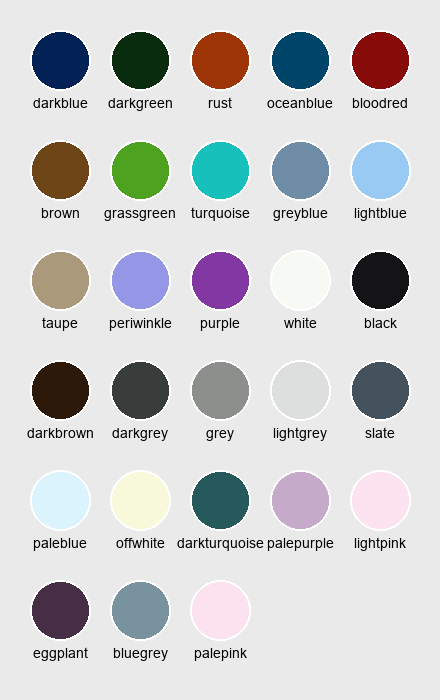 darkblue darkgreen rust oceanblue bloodred
brown grassgreen turquoise greyblue lightblue
taupe periwinkle purple white black
darkbrown darkgrey grey lightgrey slate
paleblue offwhite darkturquoise palepurple lightpink
eggplant bluegrey palepink